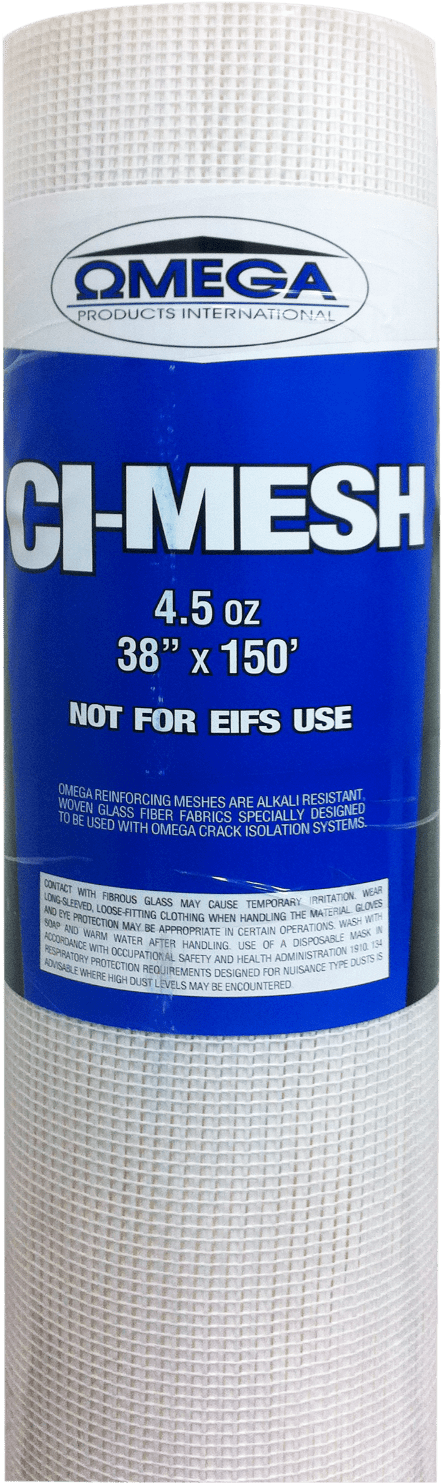 ΩMEGA
PRODUCTS INTERNATIONAL
CI-MESH
4.5 OZ
38” X 150’
NOT FOR EIFS USE
OMEGA REINFORCING MESHES ARE ALKALI RESISTANT,
WOVEN GLASS FIBER FABRICS SPECIALLY DESIGNED
TO BE USED WITH OMEGA CRACK ISOLATION SYSTEMS.
CONTACT WITH FIBROUS GLASS MAY CAUSE TEMPORARY IRRITATION. WEAR
LONG-SLEEVED, LOOSE-FITTING CLOTHING WHEN HANDLING THE MATERIAL. GLOVES
AND EYE PROTECTION MAY BE APPROPRIATE IN CERTAIN OPERATIONS. WASH WITH
SOAP AND WARM WATER AFTER HANDLING. USE OF A DISPOSABLE MASK IN
ACCORDANCE WITH OCCUPATIONAL SAFETY AND HEALTH ADMINISTRATION 1910. 134
RESPIRATORY PROTECTION REQUIREMENTS DESIGNED FOR NUISANCE TYPE DUSTS IS
ADVISABLE WHERE HIGH DUST LEVELS MAY BE ENCOUNTERED.